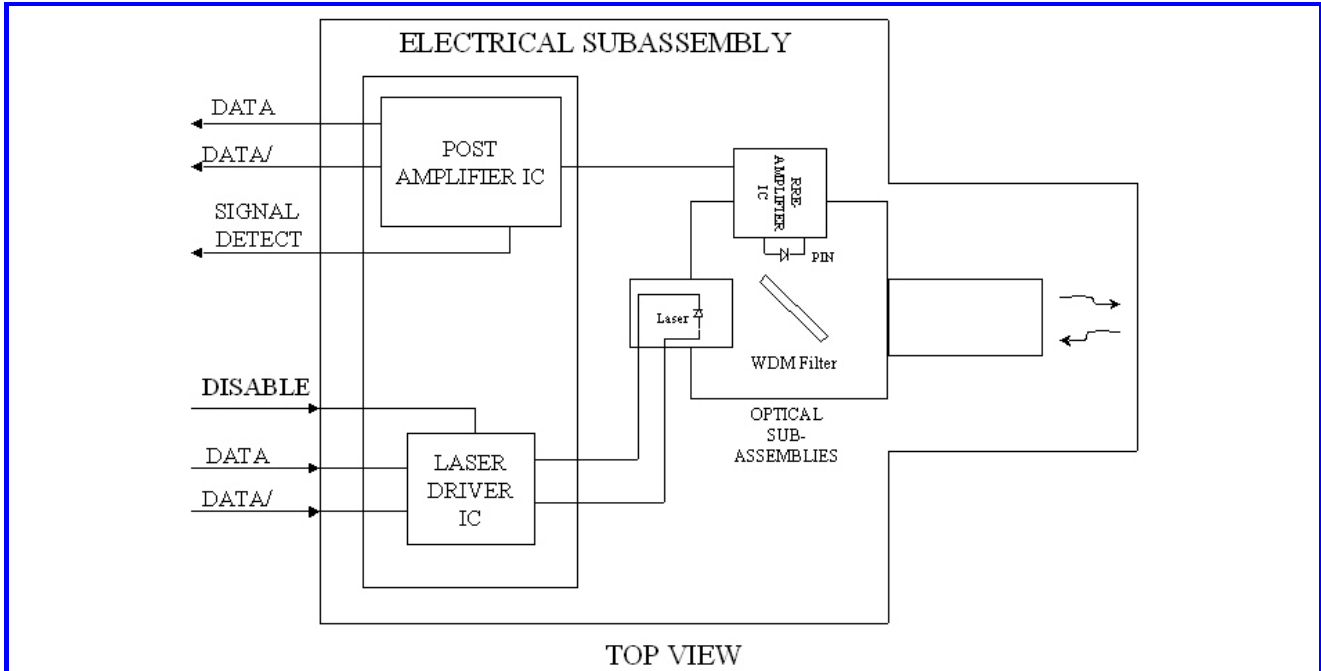 ELECTRICAL SUBASSEMBLY
DATA
DATA/
SIGNAL
DETECT
POST
AMPLIFIER IC
RRE-
AMPLIFIER
IC
PIN
Laser
WDM Filter
OPTICAL
SUB-
ASSEMBLIES
DISABLE
DATA
DATA/
LASER
DRIVER
IC
TOP VIEW